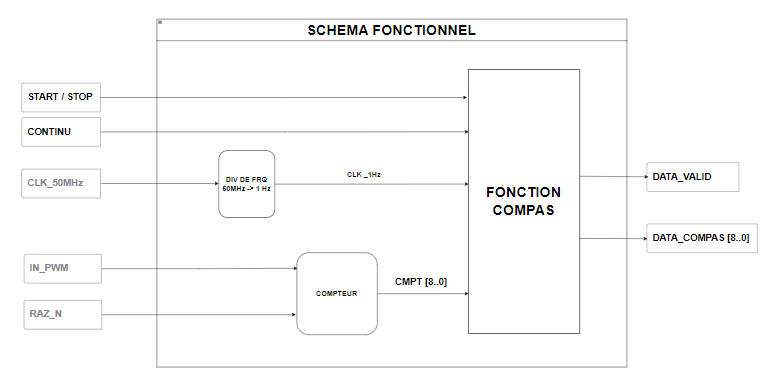 SCHEMA FONCTIONNEL
START / STOP
CONTINU
CLK_50MHz
DIV DE FRQ
50MHz -> 1 Hz
CLK _1Hz
FONCTION
COMPAS
DATA_VALID
DATA_COMPAS [8..0]
IN_PWM
COMPTEUR
CMPT [8..0]
RAZ_N